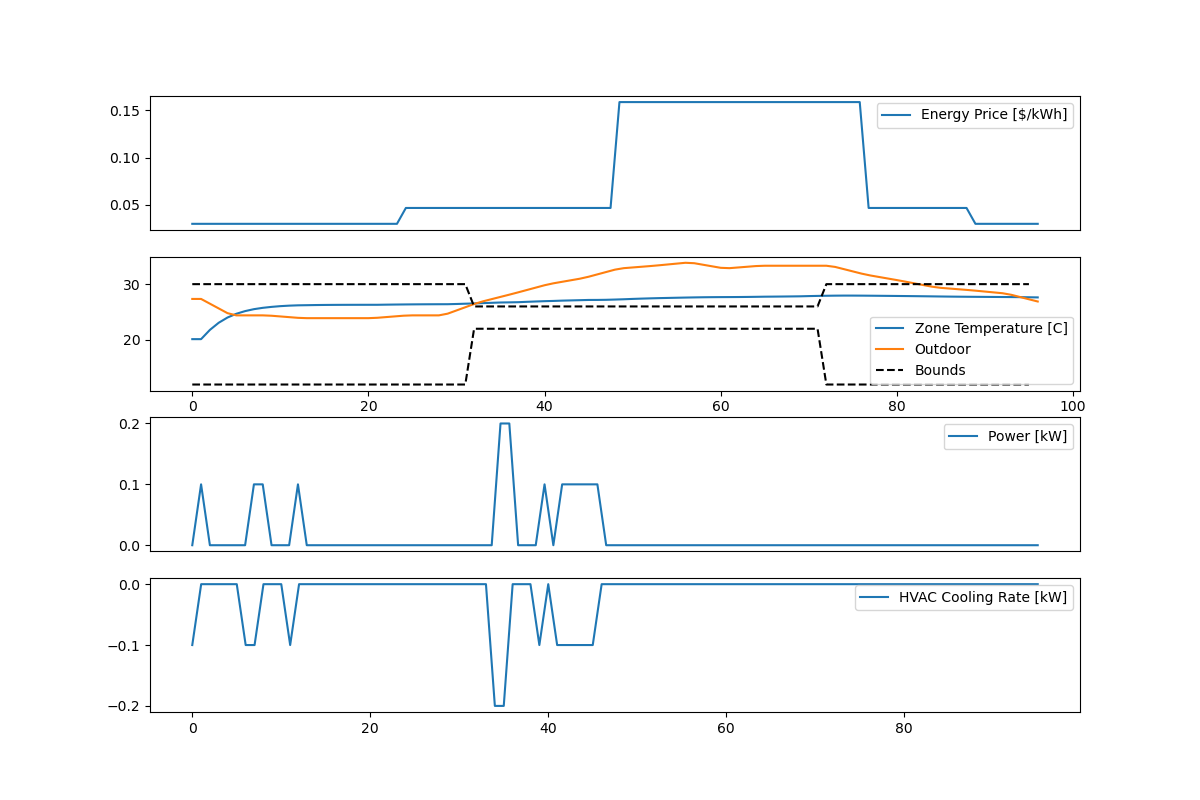 0.15
0.10
0.05
Energy Price [$/kWh]
30
20
Zone Temperature [C]
Outdoor
Bounds
0 20 40 60 80 100
0.2
0.1
0.0
Power [kW]
0.0
−0.1
−0.2
HVAC Cooling Rate [kW]
0 20 40 60 80